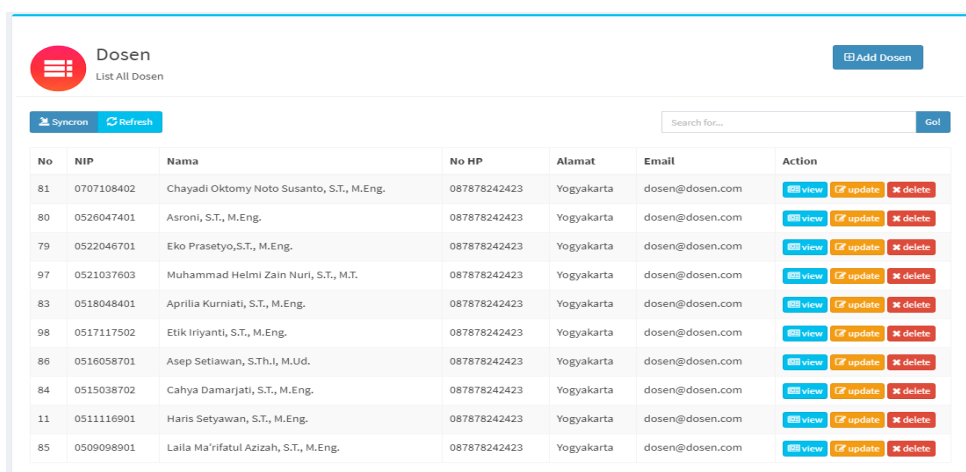 Dosen
List All Dosen
Add Dosen
Syncron Refresh Search for... Go!
No NIP Nama No HP Alamat Email Action
81 0707108402 Chayadi Oktomy Noto Susanto, S.T., M.Eng. 087878242423 Yogyakarta dosen@dosen.com view update delete
80 0526047401 Asroni, S.T., M.Eng. 087878242423 Yogyakarta dosen@dosen.com view update delete
79 0522046701 Eko Prasetyo,S.T., M.Eng. 087878242423 Yogyakarta dosen@dosen.com view update delete
97 0521037603 Muhammad Helmi Zain Nuri, S.T., M.T. 087878242423 Yogyakarta dosen@dosen.com view update delete
83 0518048401 Aprilia Kurniati, S.T., M.Eng. 087878242423 Yogyakarta dosen@dosen.com view update delete
98 0517117502 Etik Iriyanti, S.T., M.Eng. 087878242423 Yogyakarta dosen@dosen.com view update delete
86 0516058701 Asep Setiawan, S.Th.I, M.Ud. 087878242423 Yogyakarta dosen@dosen.com view update delete
84 0515038702 Cahya Damarjati, S.T., M.Eng. 087878242423 Yogyakarta dosen@dosen.com view update delete
11 0511116901 Haris Setyawan, S.T., M.Eng. 087878242423 Yogyakarta dosen@dosen.com view update delete
85 0509098901 Laila Ma'rifatul Azizah, S.T., M.Eng. 087878242423 Yogyakarta dosen@dosen.com view update delete